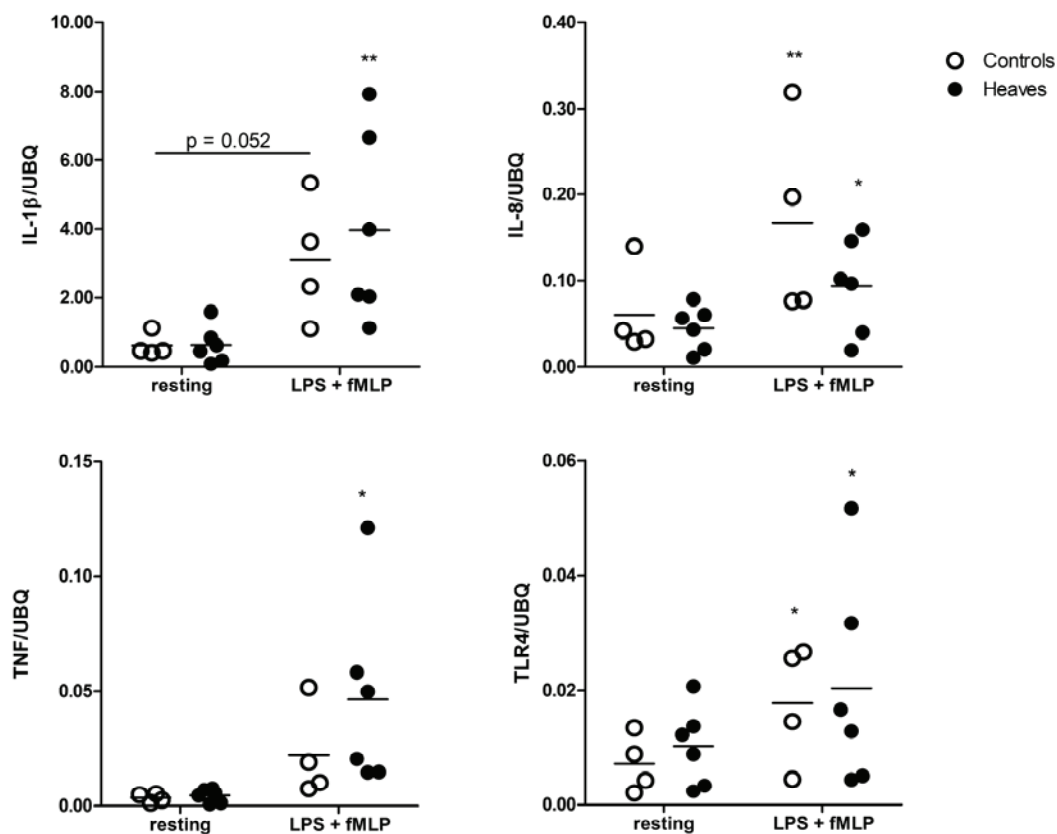 10.00
8.00
6.00
4.00
2.00
0.00
IL-1β/UBQ
p = 0.052
**
resting
LPS + fMLP
0.40
0.30
0.20
0.10
0.00
IL-8/UBQ
**
*
resting
LPS + fMLP
Controls
Heaves
0.15
0.10
0.05
0.00
TNF/UBQ
*
resting
LPS + fMLP
0.06
0.04
0.02
0.00
TLR4/UBQ
*
*
resting
LPS + fMLP